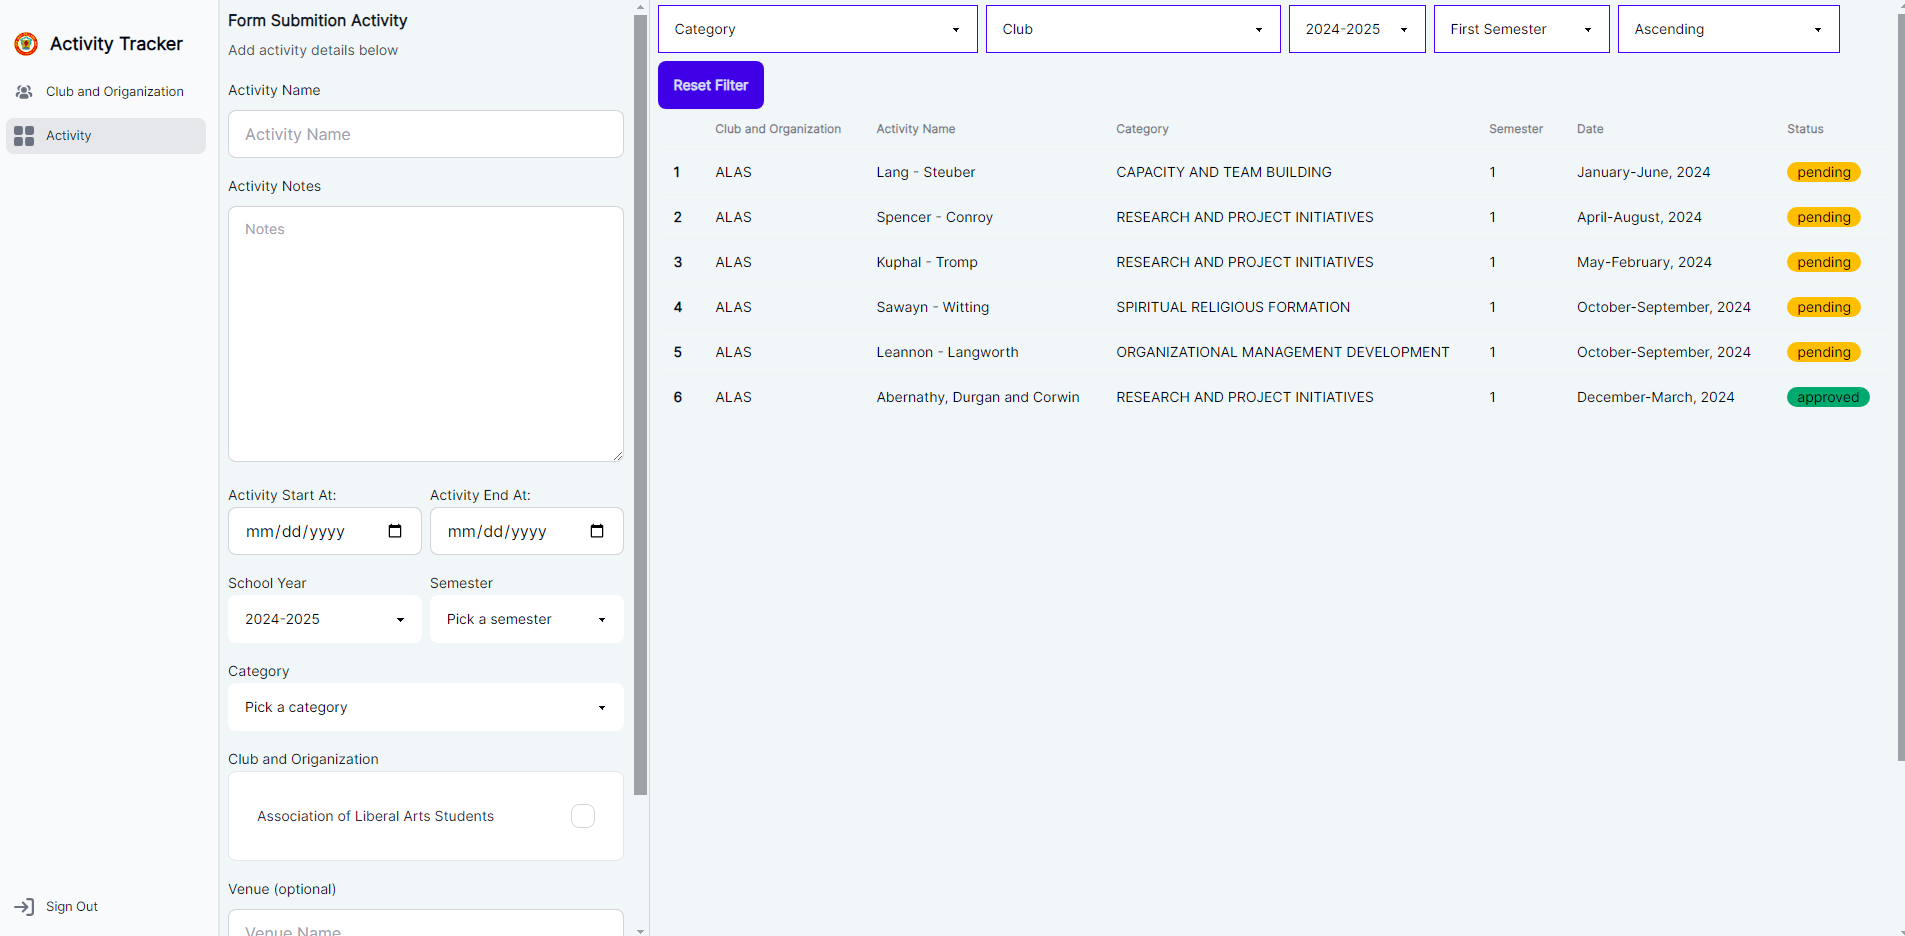 Activity Tracker
Club and Origanization
Activity
Sign Out
Form Submition Activity
Add activity details below
Activity Name
Activity Name
Activity Notes
Notes
Activity Start At: Activity End At:
mm/dd/yyyy mm/dd/yyyy
School Year Semester
2024-2025 Pick a semester
Category
Pick a category
Club and Origanization
Association of Liberal Arts Students
Venue (optional)
Venue Name
Category Club 2024-2025 First Semester Ascending
Reset Filter
Club and Organization Activity Name Category Semester Date Status
1 ALAS Lang - Steuber CAPACITY AND TEAM BUILDING 1 January-June, 2024 pending
2 ALAS Spencer - Conroy RESEARCH AND PROJECT INITIATIVES 1 April-August, 2024 pending
3 ALAS Kuphal - Tromp RESEARCH AND PROJECT INITIATIVES 1 May-February, 2024 pending
4 ALAS Sawayn - Witting SPIRITUAL RELIGIOUS FORMATION 1 October-September, 2024 pending
5 ALAS Leannon - Langworth ORGANIZATIONAL MANAGEMENT DEVELOPMENT 1 October-September, 2024 pending
6 ALAS Abernathy, Durgan and Corwin RESEARCH AND PROJECT INITIATIVES 1 December-March, 2024 approved